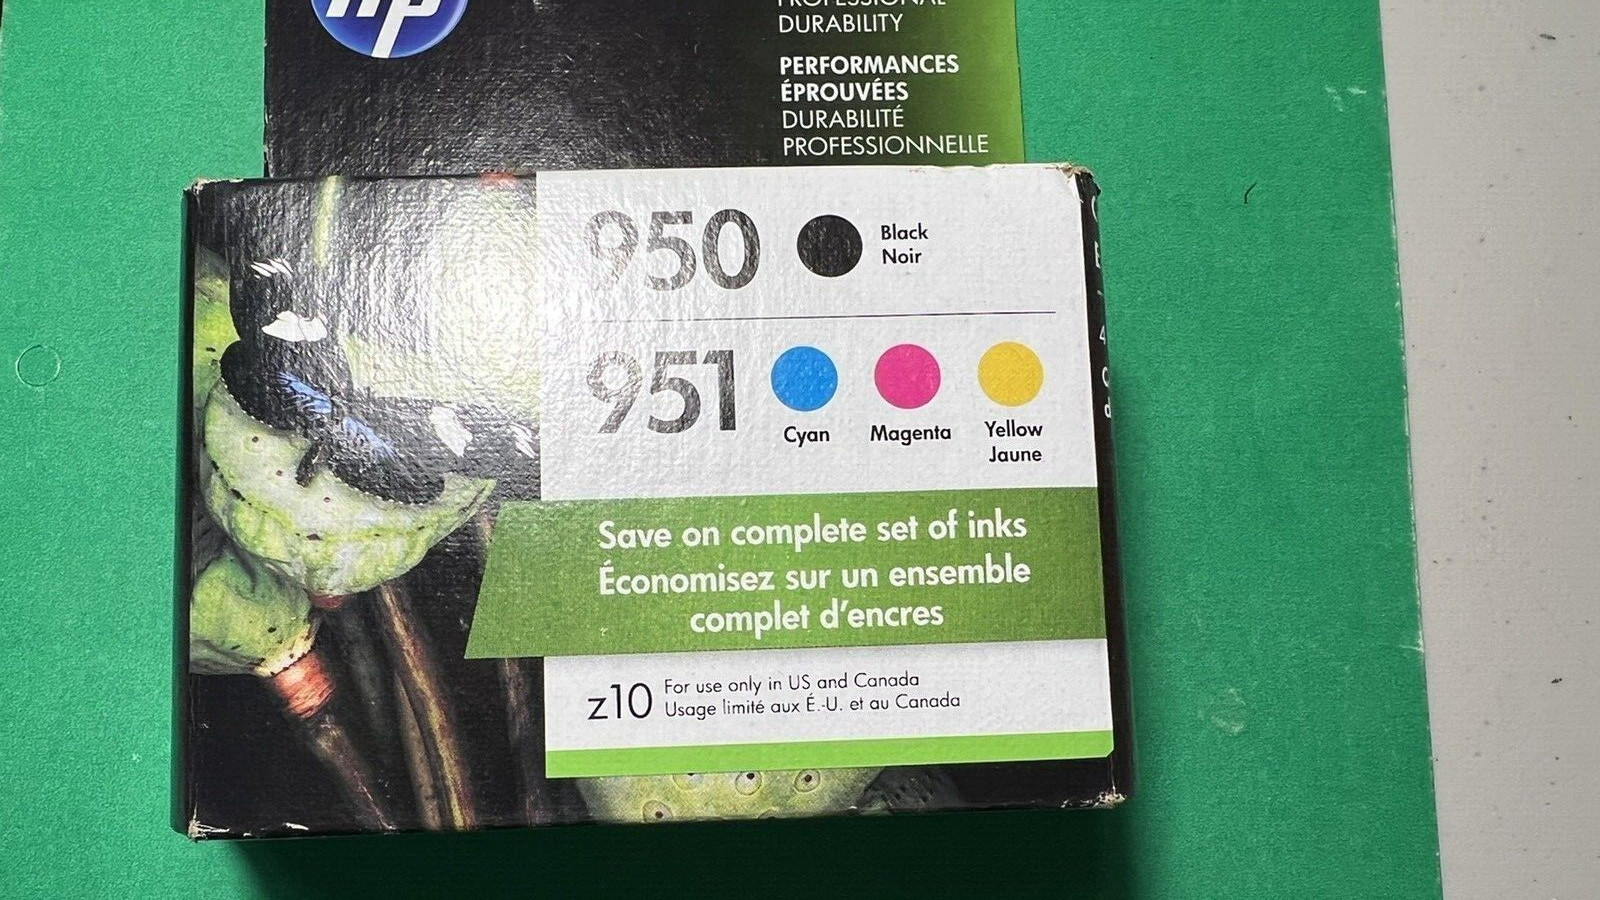 hp
PROFESSIONAL
DURABILITY
PERFORMANCES
ÉPROUVÉES
DURABILITÉ
PROFESSIONNELLE
950
Black
Noir
951
Cyan
Magenta
Yellow
Jaune
Save on complete set of inks
Économisez sur un ensemble
complet d'encres
z10
For use only in US and Canada
Usage limité aux É.-U. et au Canada